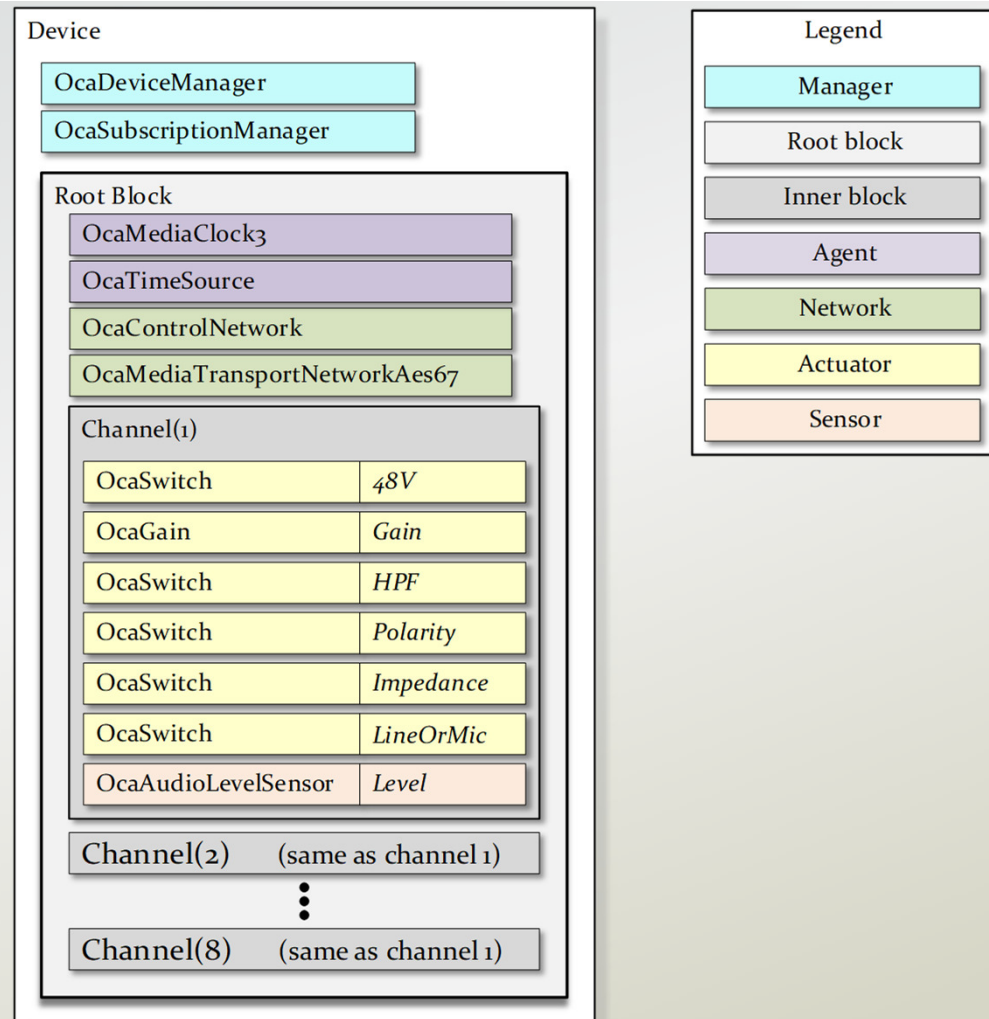 Device
OcaDeviceManager
OcaSubscriptionManager
Root Block
OcaMediaClock3
OcaTimeSource
OcaControlNetwork
OcaMediaTransportNetworkAes67
Channel(1)
OcaSwitch 48V
OcaGain Gain
OcaSwitch HPF
OcaSwitch Polarity
OcaSwitch Impedance
OcaSwitch LineOrMic
OcaAudioLevelSensor Level
Channel(2) (same as channel 1)
Channel(8) (same as channel 1)
Legend
Manager
Root block
Inner block
Agent
Network
Actuator
Sensor